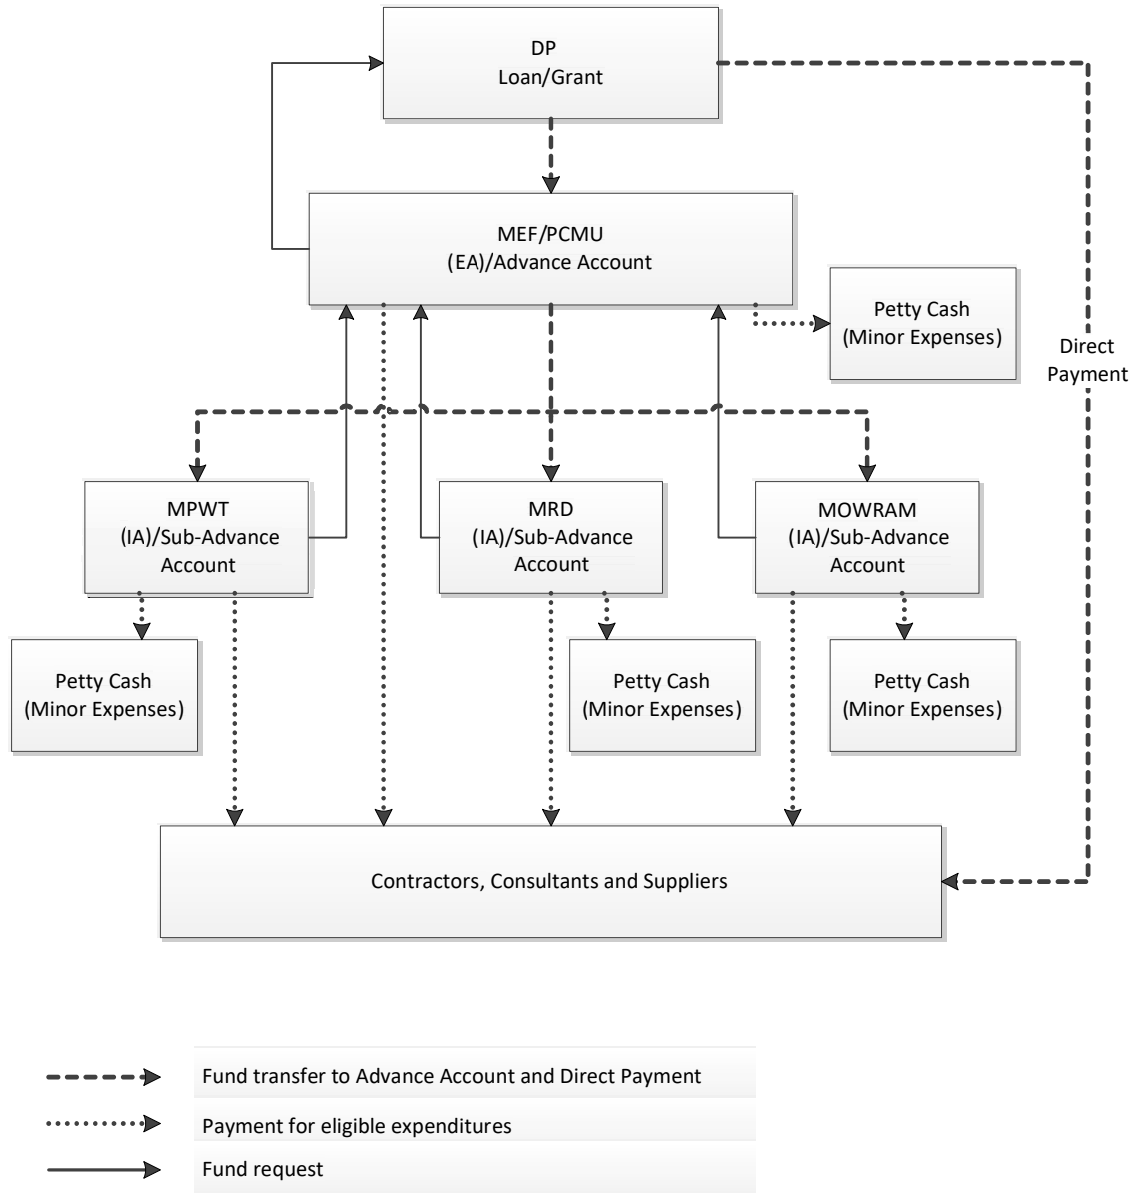 DP
Loan/Grant
MEF/PCMU
(EA)/Advance Account
Petty Cash
(Minor Expenses)
Direct
Payment
MPWT
(IA)/Sub-Advance
Account
MRD
(IA)/Sub-Advance
Account
MOWRAM
(IA)/Sub-Advance
Account
Petty Cash
(Minor Expenses)
Petty Cash
(Minor Expenses)
Petty Cash
(Minor Expenses)
Contractors, Consultants and Suppliers
Fund transfer to Advance Account and Direct Payment
Payment for eligible expenditures
Fund request